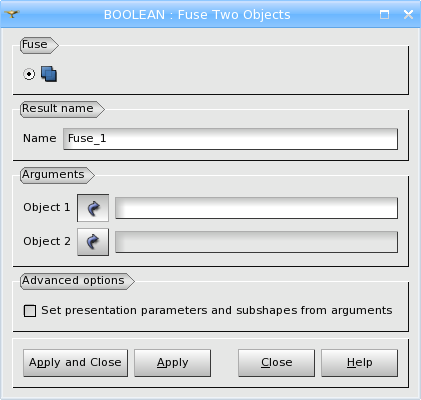 BOOLEAN : Fuse Two Objects
Fuse
Result name
Name Fuse_1
Arguments
Object 1
Object 2
Advanced options
Set presentation parameters and subshapes from arguments
Apply and Close Apply Close Help